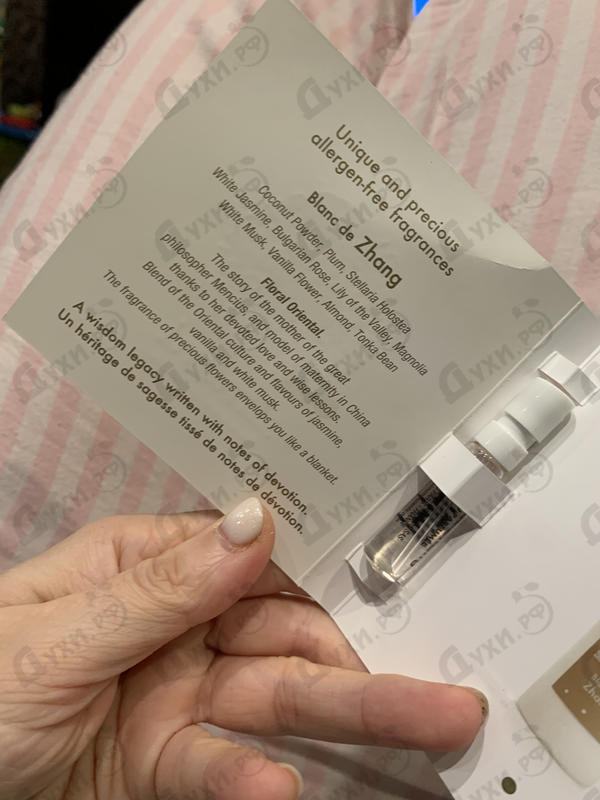 Unique and precious
allergen-free fragrances
Blanc de Zhang
Coconut Powder, Plum, Stellaria Holostea
White Jasmine, Bulgarian Rose, Lily of the Valley, Magnolia
White Musk, Vanilla Flower, Almond, Tonka Bean
Floral Oriental.
The story of the mother of the great
philosopher Mencius, and model of maternity in China
thanks to her devoted love and wise lessons.
Blend of the Oriental culture and flavours of jasmine,
vanilla and white musk.
The fragrance of precious flowers envelops you like a blanket.
A wisdom legacy written with notes of devotion.
Un héritage de sagesse tissé de notes de dévotion.
Духи.рф